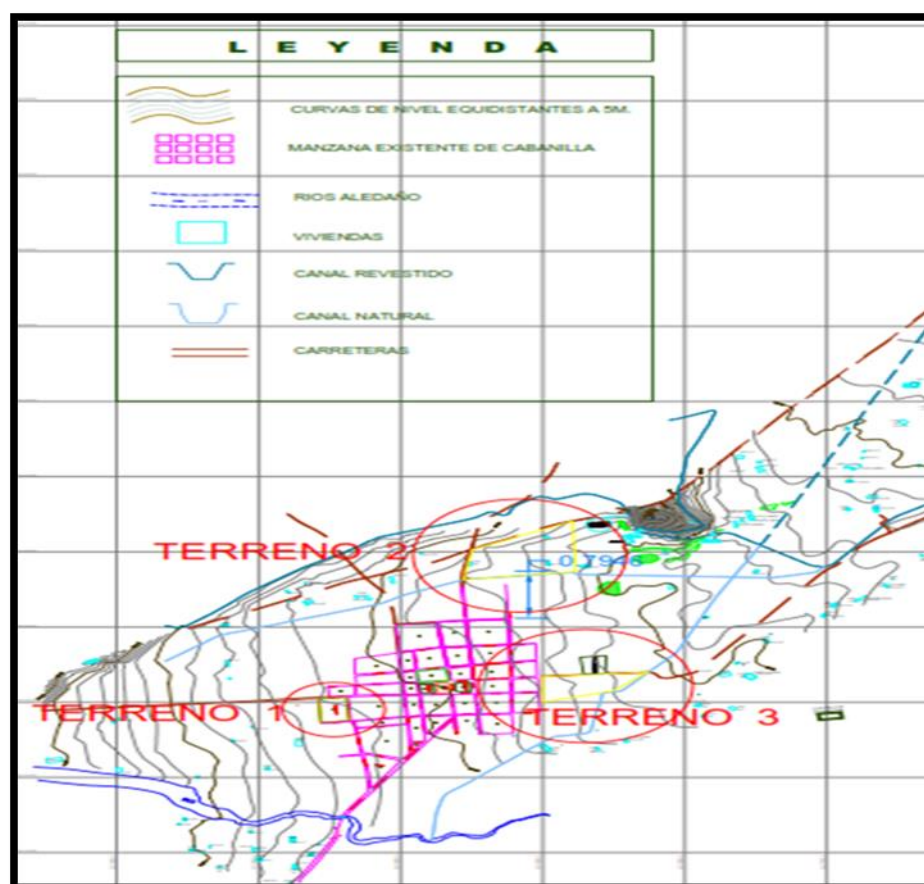 LEYENDA
CURVAS DE NIVEL EQUIDISTANTES A 5M.
MANZANA EXISTENTE DE CABANILLA
RIOS ALEDAÑO
VIVIENDAS
CANAL REVESTIDO
CANAL NATURAL
CARRETERAS
TERRENO 2
TERRENO 1
TERRENO 3